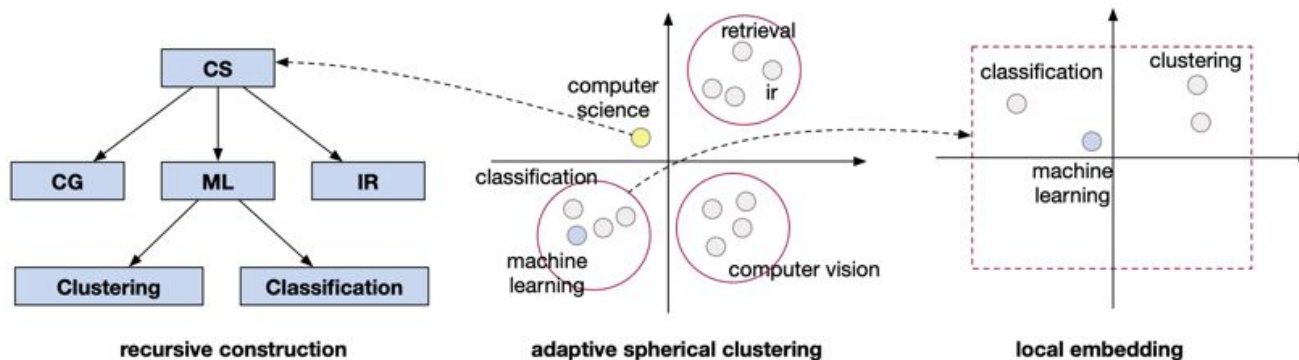 CS
CG
ML
IR
Clustering
Classification
recursive construction
retrieval
ir
computer
science
classification
machine
learning
computer vision
adaptive spherical clustering
classification
clustering
machine
learning
local embedding